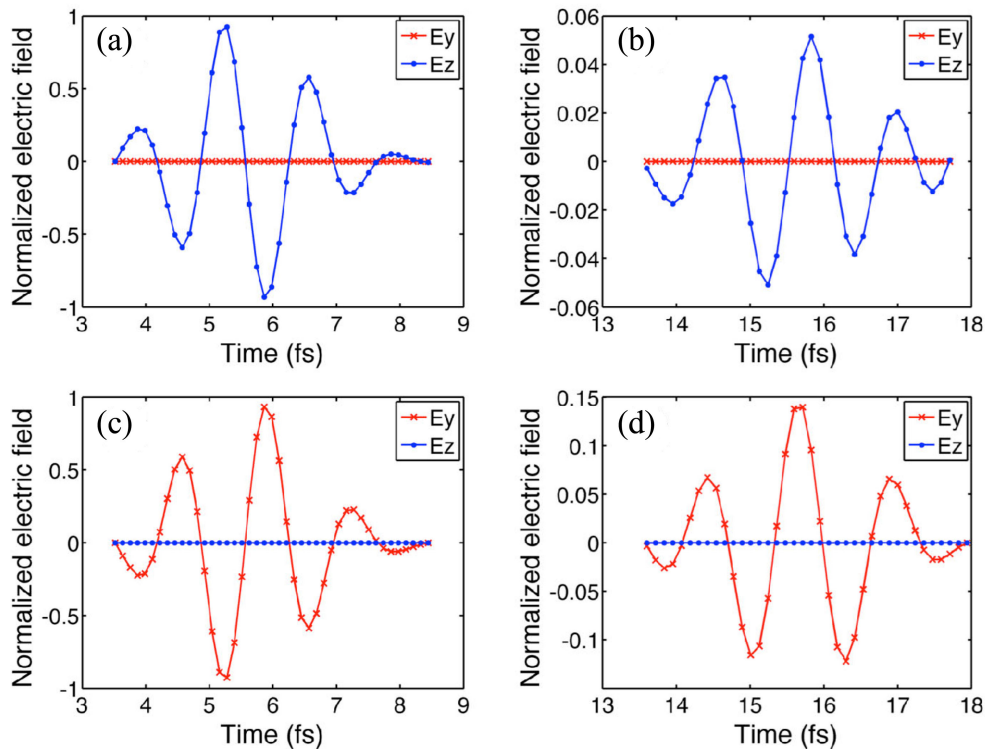 (a)
Ey
Ez
Normalized electric field
1
0.5
0
-0.5
-1
3 4 5 6 7 8 9
Time (fs)
(b)
Ey
Ez
Normalized electric field
0.06
0.04
0.02
0
-0.02
-0.04
-0.06
13 14 15 16 17 18
Time (fs)
(c)
Ey
Ez
Normalized electric field
1
0.5
0
-0.5
-1
3 4 5 6 7 8 9
Time (fs)
(d)
Ey
Ez
Normalized electric field
0.15
0.1
0.05
0
-0.05
-0.1
13 14 15 16 17 18
Time (fs)